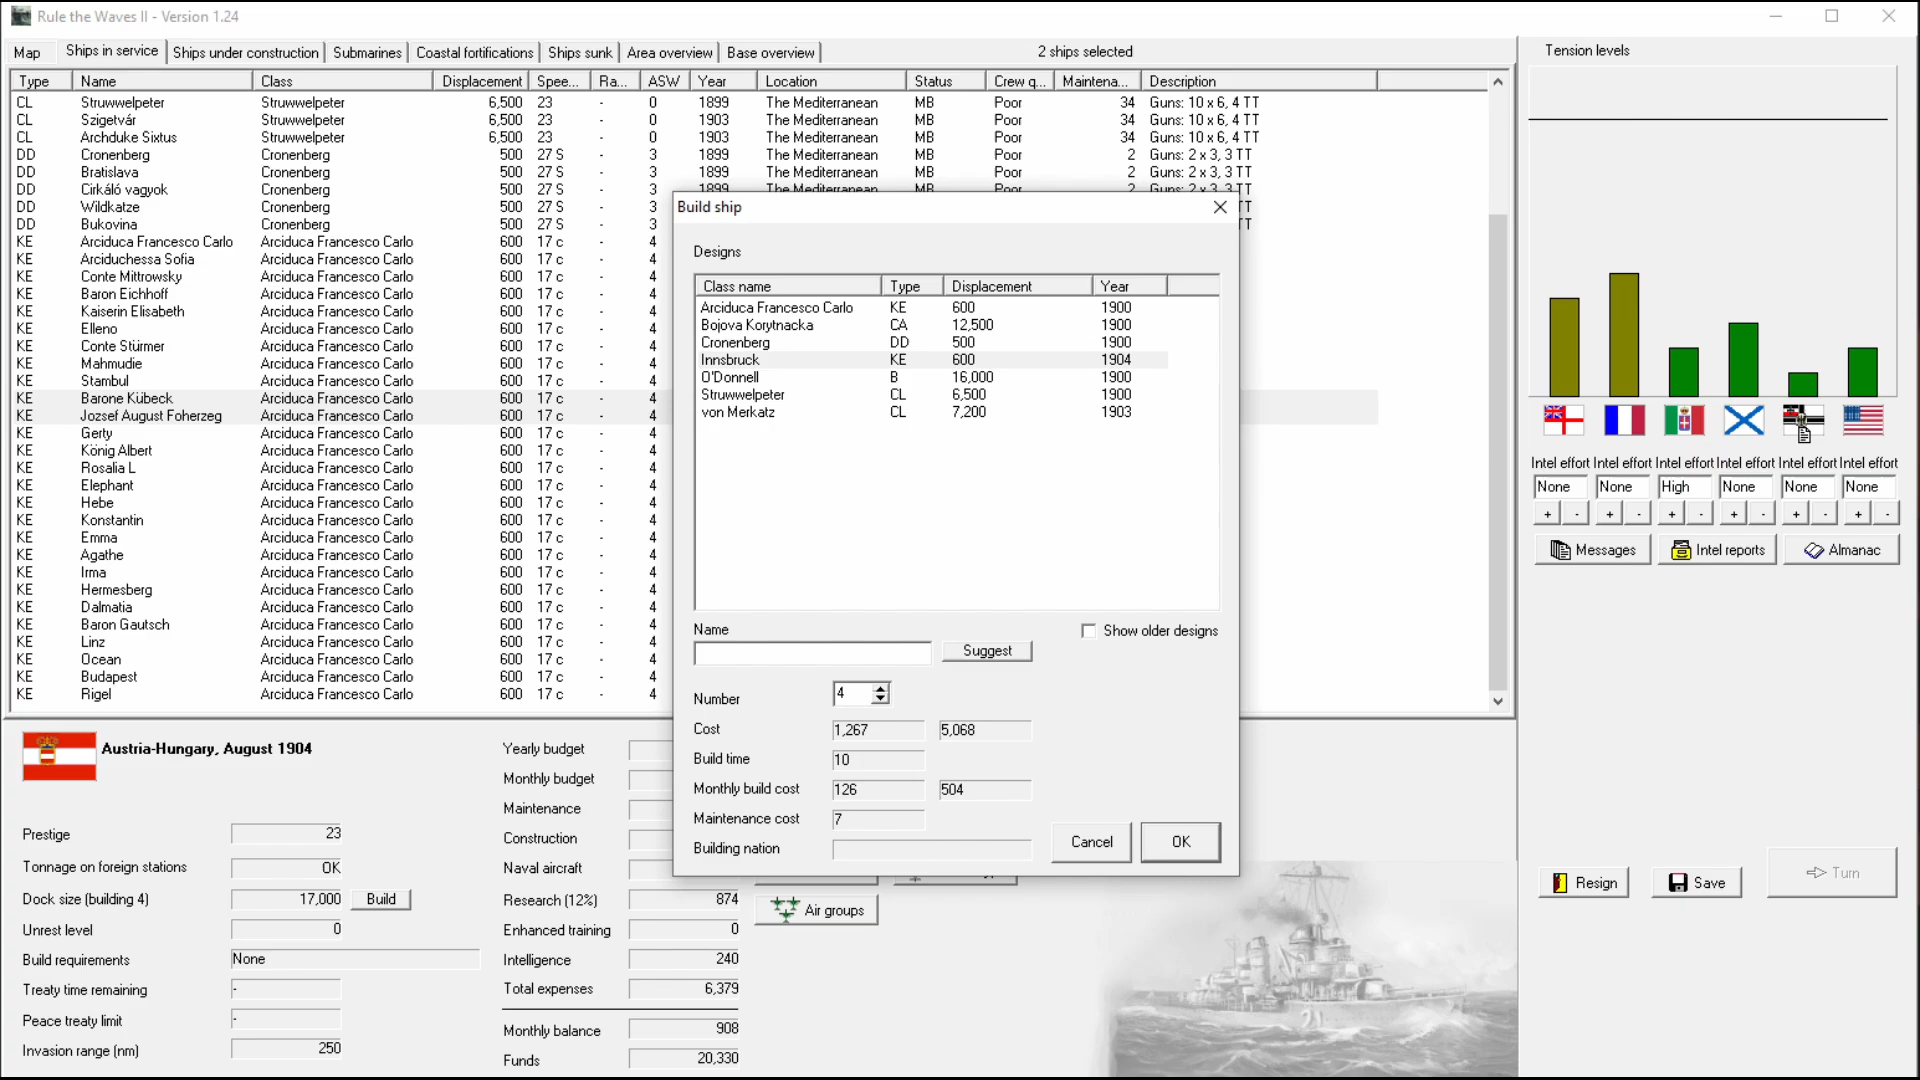 Rule the Waves II - Version 1.24
Map
Ships in service
Ships under construction
Submarines
Coastal fortifications
Ships sunk
Area overview
Base overview
2 ships selected
Type Name Class Displacement Spee... Ra... ASW Year Location Status Crew q... Maintena... Description
CL Struwwelpeter Struwwelpeter 6,500 23 - 0 1899 The Mediterranean MB Poor 34 Guns: 10 x 6, 4 TT
CL Szigetvár Struwwelpeter 6,500 23 - 0 1903 The Mediterranean MB Poor 34 Guns: 10 x 6, 4 TT
CL Archduke Sixtus Struwwelpeter 6,500 23 - 0 1903 The Mediterranean MB Poor 34 Guns: 10 x 6, 4 TT
DD Cronenberg Cronenberg 500 27 S - 3 1899 The Mediterranean MB Poor 2 Guns: 2 x 3, 3 TT
DD Bratislava Cronenberg 500 27 S - 3 1899 The Mediterranean MB Poor 2 Guns: 2 x 3, 3 TT
DD Cirkáló vagyok Cronenberg 500 27 S - 3 1899 The Mediterranean MB Poor 2 Guns: 2 x 3, 3 TT
DD Wildkatze Cronenberg 500 27 S - 3 TT
DD Bukovina Cronenberg 500 27 S - 3 TT
KE Arciduca Francesco Carlo Arciduca Francesco Carlo 600 17 c - 4
KE Arciduchessa Sofia Arciduca Francesco Carlo 600 17 c - 4
KE Conte Mittrowsky Arciduca Francesco Carlo 600 17 c - 4
KE Baron Eichhoff Arciduca Francesco Carlo 600 17 c - 4
KE Kaiserin Elisabeth Arciduca Francesco Carlo 600 17 c - 4
KE Elleno Arciduca Francesco Carlo 600 17 c - 4
KE Conte Stürmer Arciduca Francesco Carlo 600 17 c - 4
KE Mahmudie Arciduca Francesco Carlo 600 17 c - 4
KE Stambul Arciduca Francesco Carlo 600 17 c - 4
KE Barone Kübeck Arciduca Francesco Carlo 600 17 c - 4
KE Jozsef August Foherzeg Arciduca Francesco Carlo 600 17 c - 4
KE Gerty Arciduca Francesco Carlo 600 17 c - 4
KE König Albert Arciduca Francesco Carlo 600 17 c - 4
KE Rosalia L Arciduca Francesco Carlo 600 17 c - 4
KE Elephant Arciduca Francesco Carlo 600 17 c - 4
KE Hebe Arciduca Francesco Carlo 600 17 c - 4
KE Konstantin Arciduca Francesco Carlo 600 17 c - 4
KE Emma Arciduca Francesco Carlo 600 17 c - 4
KE Agathe Arciduca Francesco Carlo 600 17 c - 4
KE Irma Arciduca Francesco Carlo 600 17 c - 4
KE Hermesberg Arciduca Francesco Carlo 600 17 c - 4
KE Dalmatia Arciduca Francesco Carlo 600 17 c - 4
KE Baron Gautsch Arciduca Francesco Carlo 600 17 c - 4
KE Linz Arciduca Francesco Carlo 600 17 c - 4
KE Ocean Arciduca Francesco Carlo 600 17 c - 4
KE Budapest Arciduca Francesco Carlo 600 17 c - 4
KE Rigel Arciduca Francesco Carlo 600 17 c - 4
Build ship
Designs
Class name Type Displacement Year
Arciduca Francesco Carlo KE 600 1900
Bojova Korytnacka CA 12,500 1900
Cronenberg DD 500 1900
Innsbruck KE 600 1904
O'Donnell B 16,000 1900
Struwwelpeter CL 6,500 1900
von Merkatz CL 7,200 1903
Name
Show older designs
Suggest
Number 4
Cost 1,267 5,068
Build time 10
Monthly build cost 126 504
Maintenance cost 7
Building nation
Cancel
OK
Tension levels
Intel effort Intel effort Intel effort Intel effort Intel effort Intel effort
None None High None None None
+ - + - + - + - + - + -
Messages
Intel reports
Almanac
Resign
Save
Turn
Austria-Hungary, August 1904
Prestige 23
Tonnage on foreign stations OK
Dock size (building 4) 17,000 Build
Unrest level 0
Build requirements None
Treaty time remaining -
Peace treaty limit -
Invasion range (nm) 250
Yearly budget
Monthly budget
Maintenance
Construction
Naval aircraft
Research (12%) 874
Enhanced training 0
Intelligence 240
Total expenses 6,379
Monthly balance 908
Funds 20,330
Air groups
21